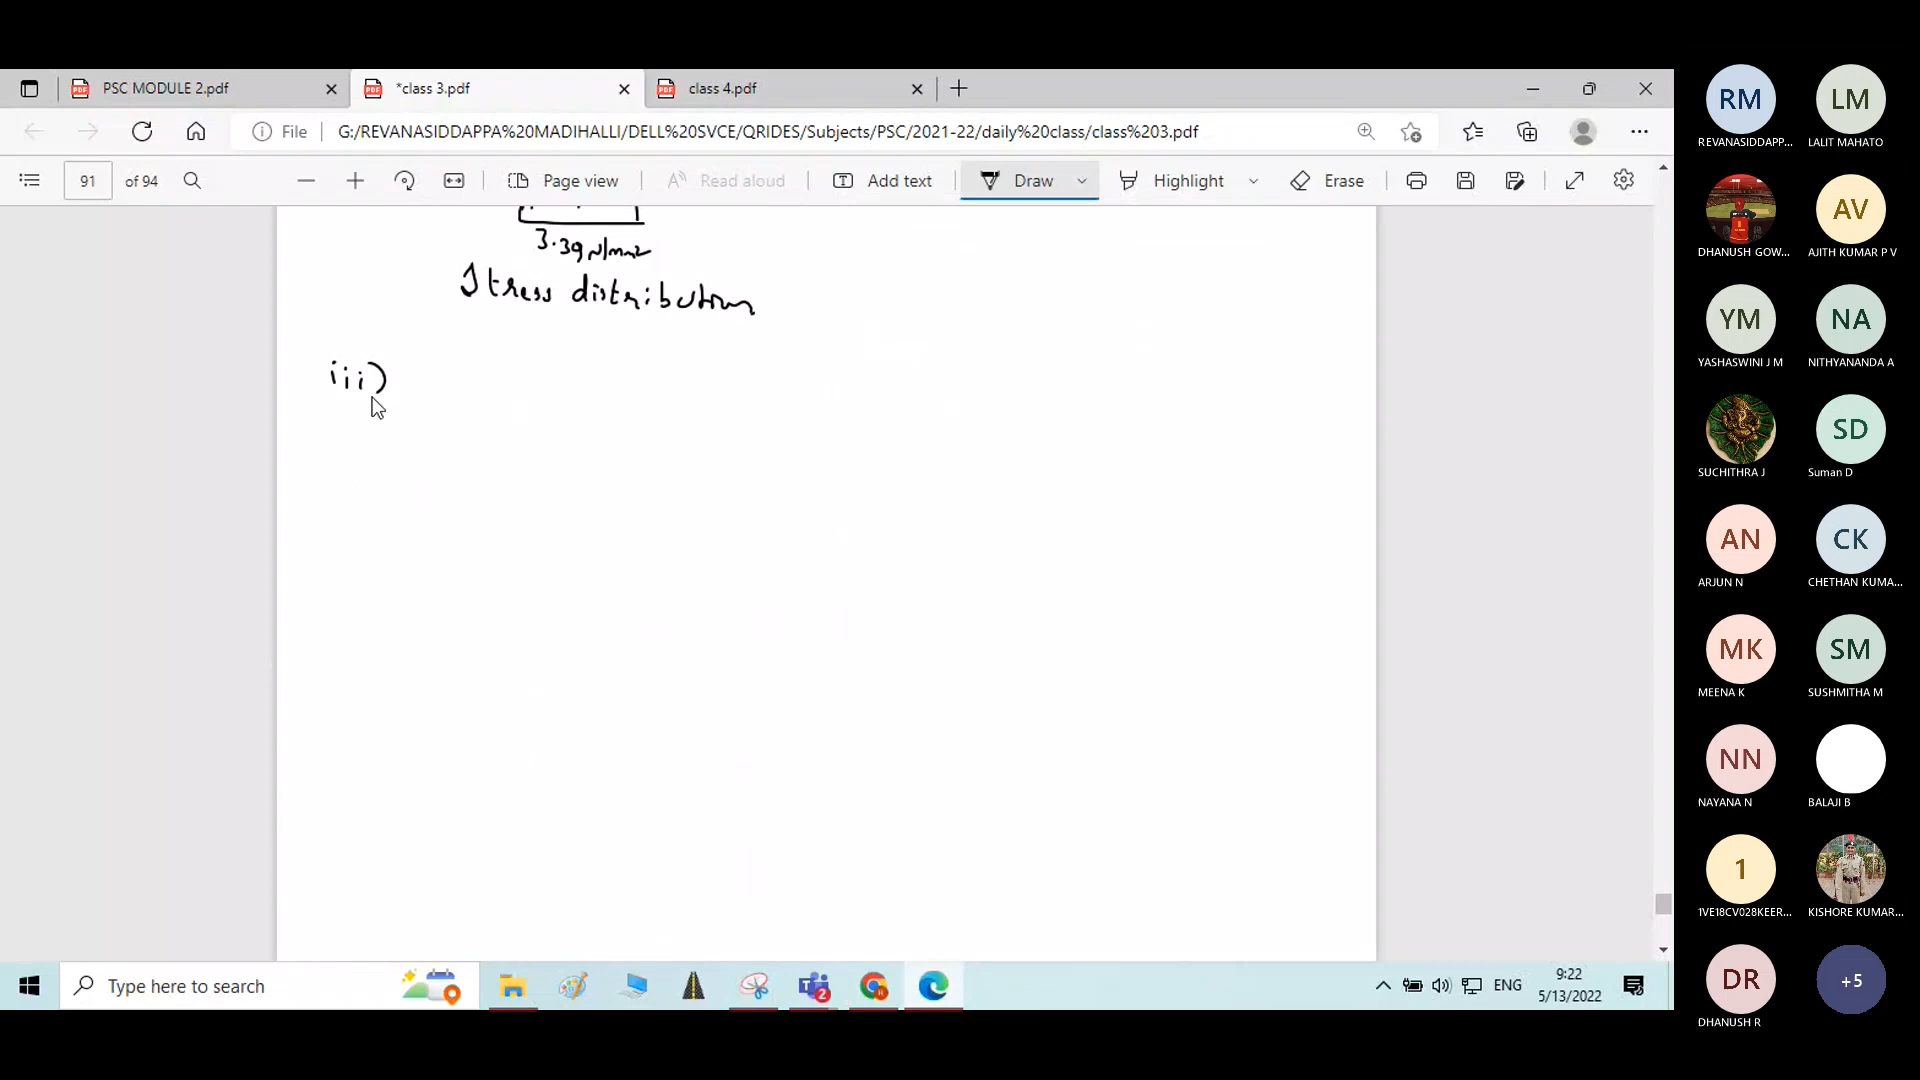 PSC MODULE 2.pdf
*class 3.pdf
class 4.pdf
File
G:/REVANASIDDAPPA%20MADIHALLI/DELL%20SVCE/QRIDES/Subjects/PSC/2021-22/daily%20class/class%203.pdf
91 of 94
Page view
Read aloud
Add text
Draw
Highlight
Erase
3.39 N/mm2
Stress distribution
iii)
RM
REVANASIDDAPP...
LM
LALIT MAHATO
DHANUSH GOW...
AV
AJITH KUMAR P V
YM
YASHASWINI J M
NA
NITHYANANDA A
SUCHITHRA J
SD
Suman D
AN
ARJUN N
CK
CHETHAN KUMA...
MK
MEENA K
SM
SUSHMITHA M
NN
NAYANA N
BALAJI B
1
1VE18CV028KEER...
KISHORE KUMAR...
DR
DHANUSH R
+5
Type here to search
2
ENG
9:22
5/13/2022